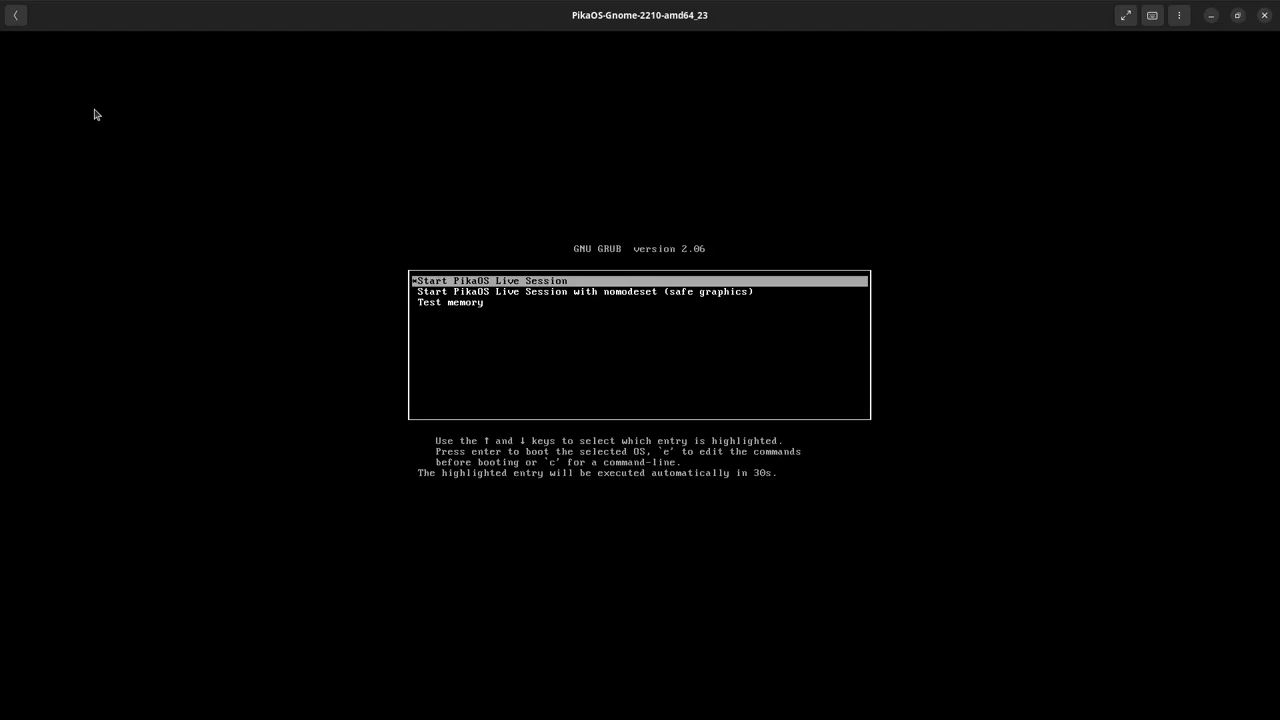 PikaOS-Gnome-2210-amd64_23
GNU GRUB  version 2.06
*Start PikaOS Live Session
Start PikaOS Live Session with nomodeset (safe graphics)
Test memory
Use the ↑ and ↓ keys to select which entry is highlighted.
Press enter to boot the selected OS, `e' to edit the commands
before booting or `c' for a command-line.
The highlighted entry will be executed automatically in 30s.